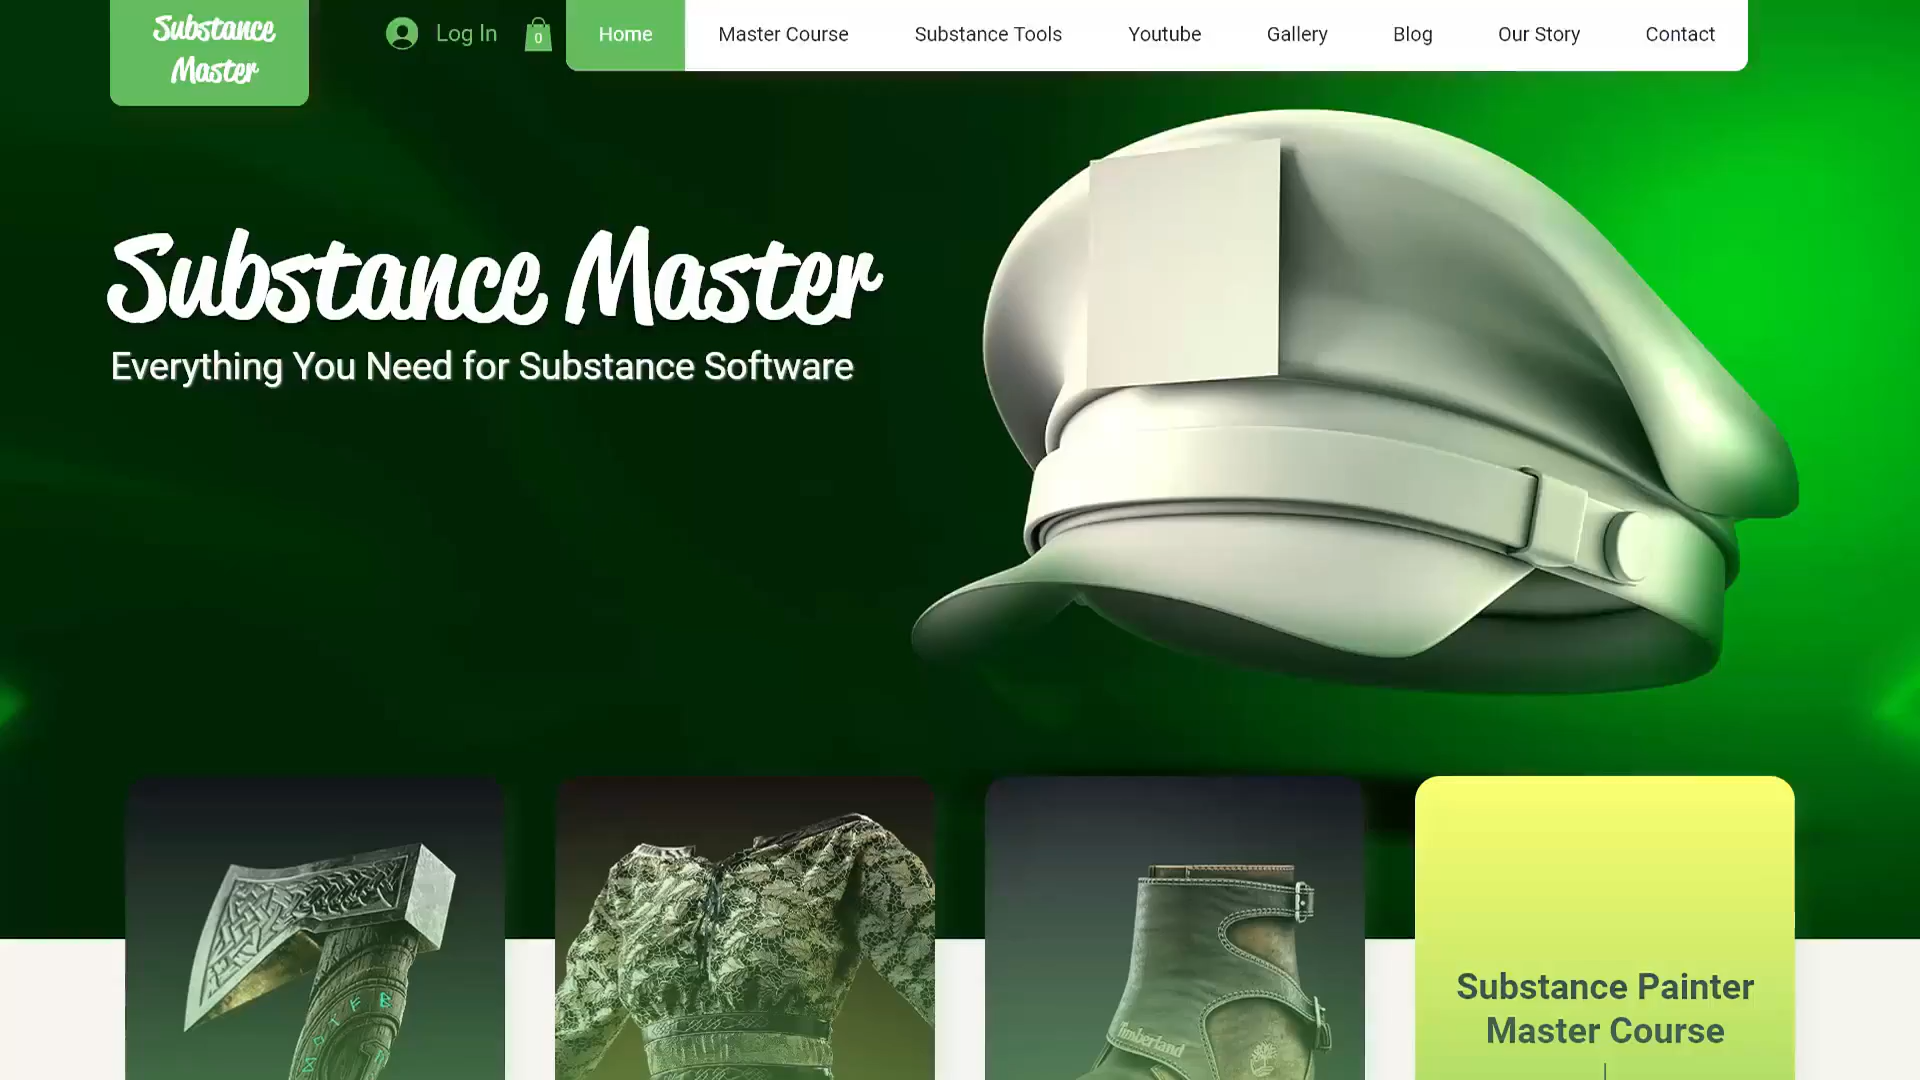 Substance
Master
Log In
0
Home
Master Course
Substance Tools
Youtube
Gallery
Blog
Our Story
Contact
Substance Master
Everything You Need for Substance Software
Timberland
Substance Painter
Master Course